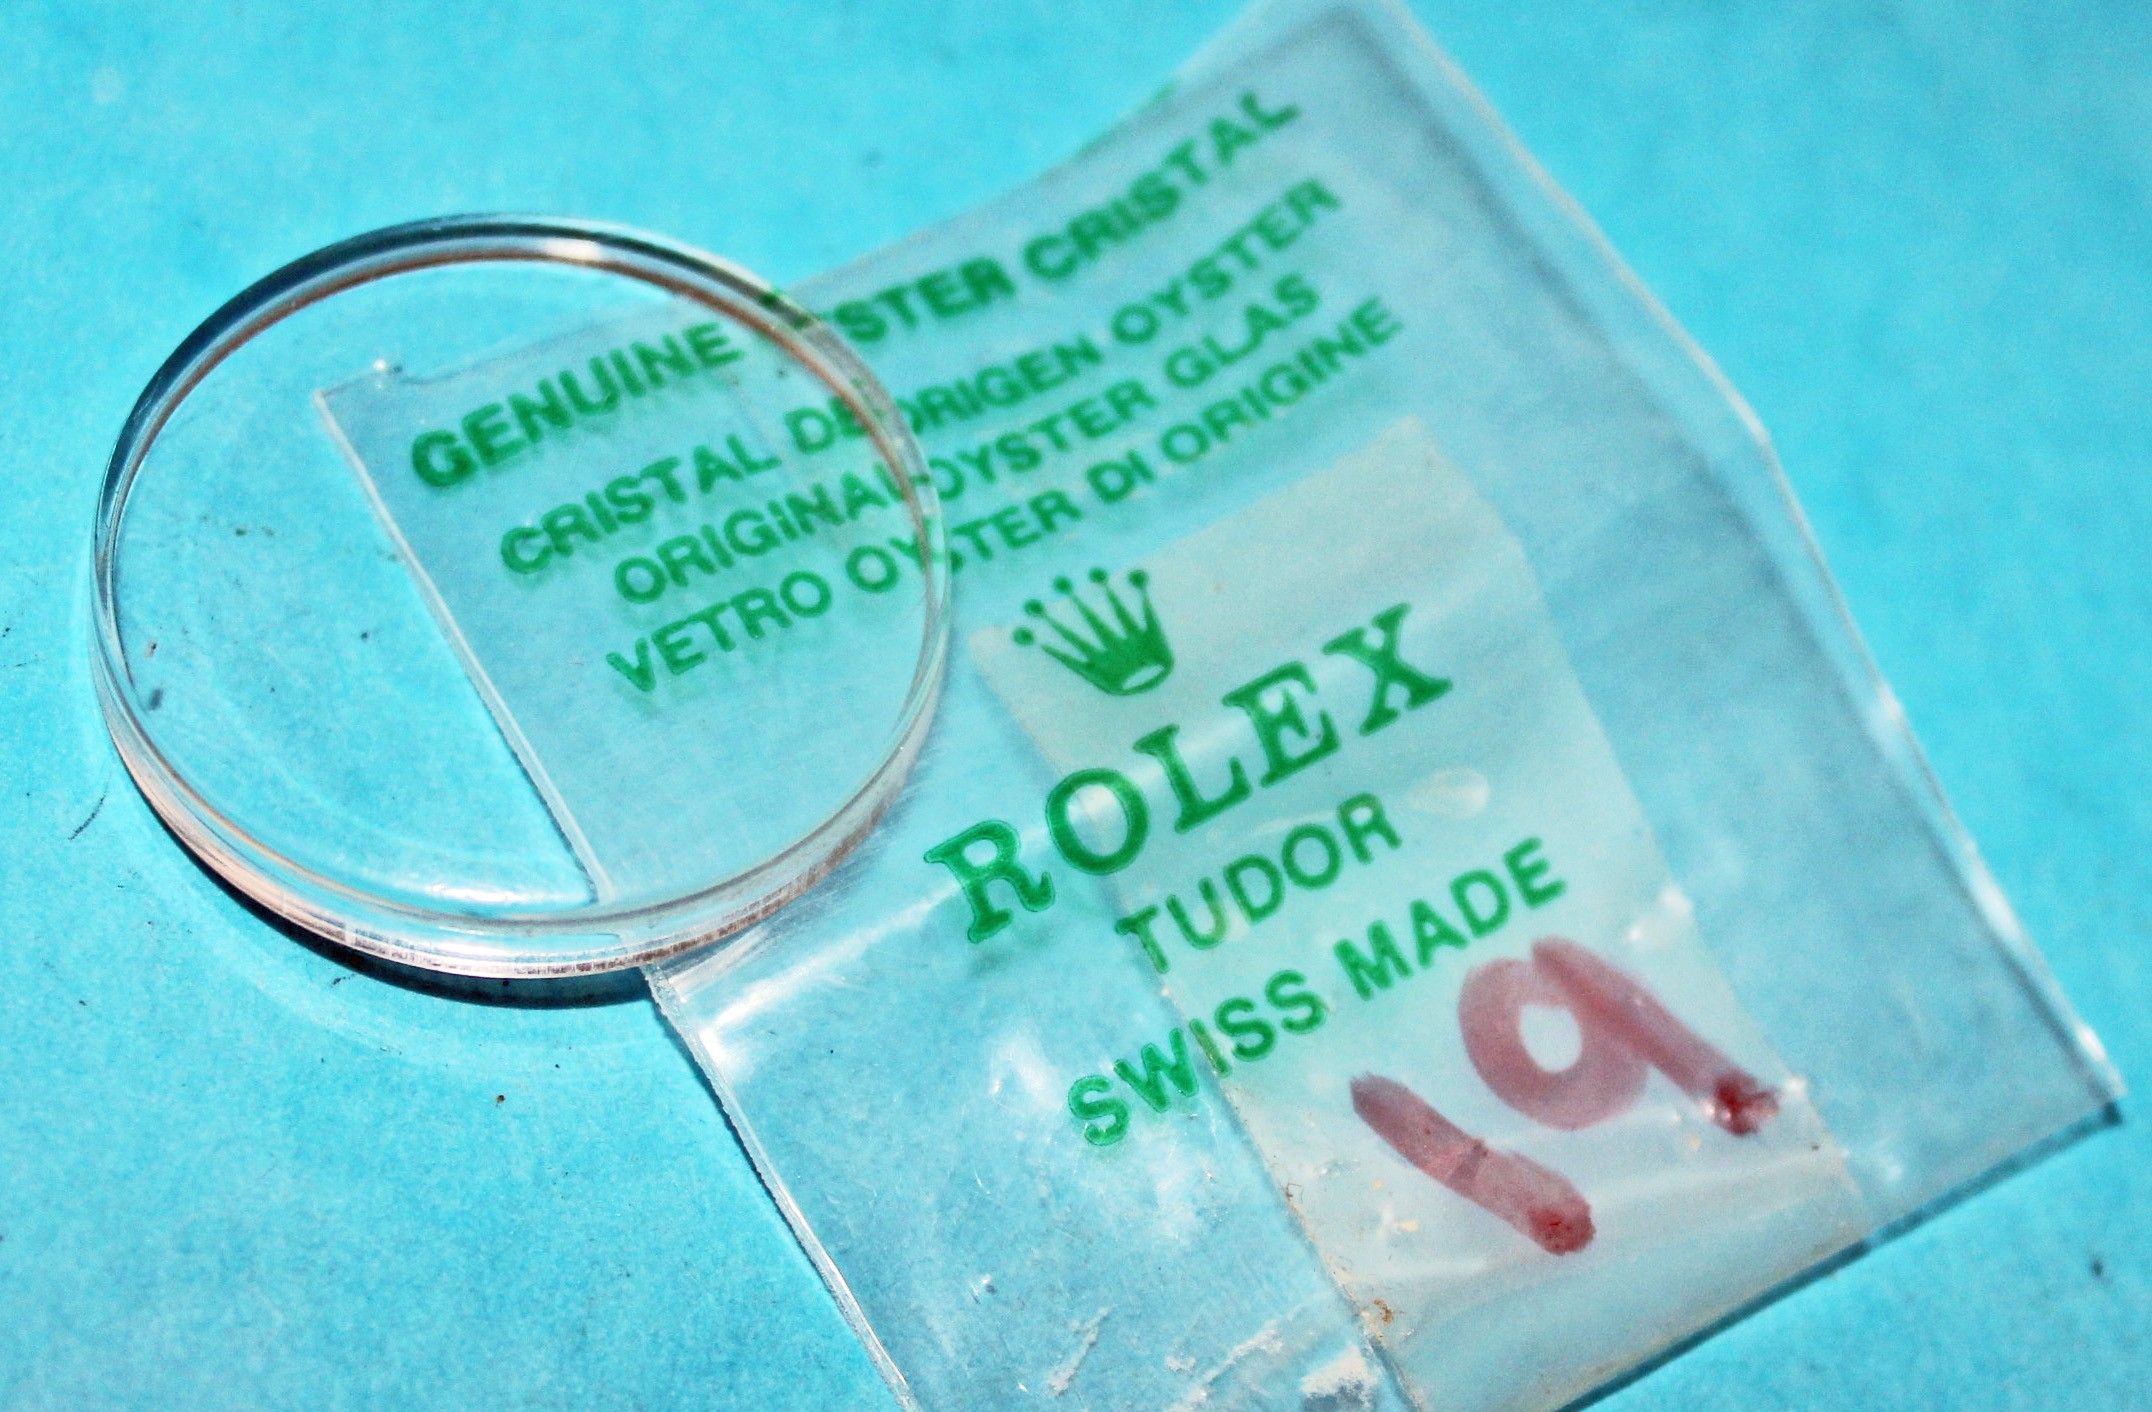 GENUINE OYSTER CRISTAL
CRISTAL DE ORIGEN OYSTER
ORIGINAL OYSTER GLAS
VETRO OYSTER DI ORIGINE
ROLEX
TUDOR
SWISS MADE
19